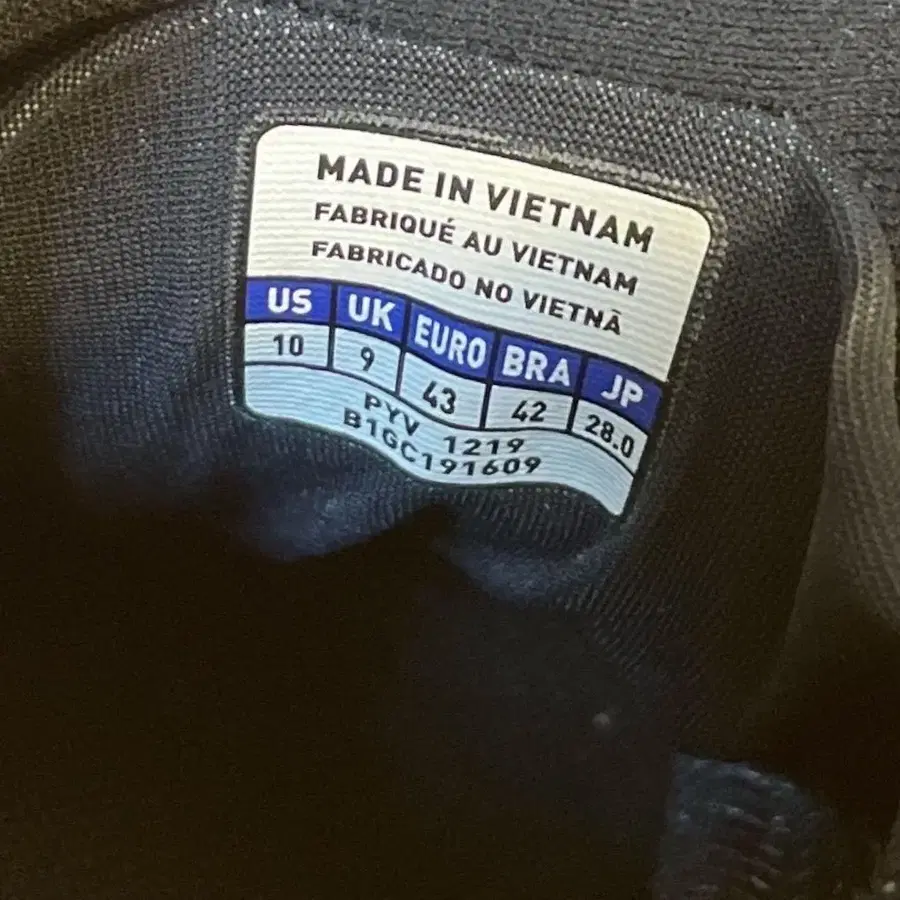 MADE IN VIETNAM
FABRIQUÉ AU VIETNAM
FABRICADO NO VIETNÃ
US UK EURO BRA JP
10 9 43 42 28.0
PYV 1219
B1GC191609